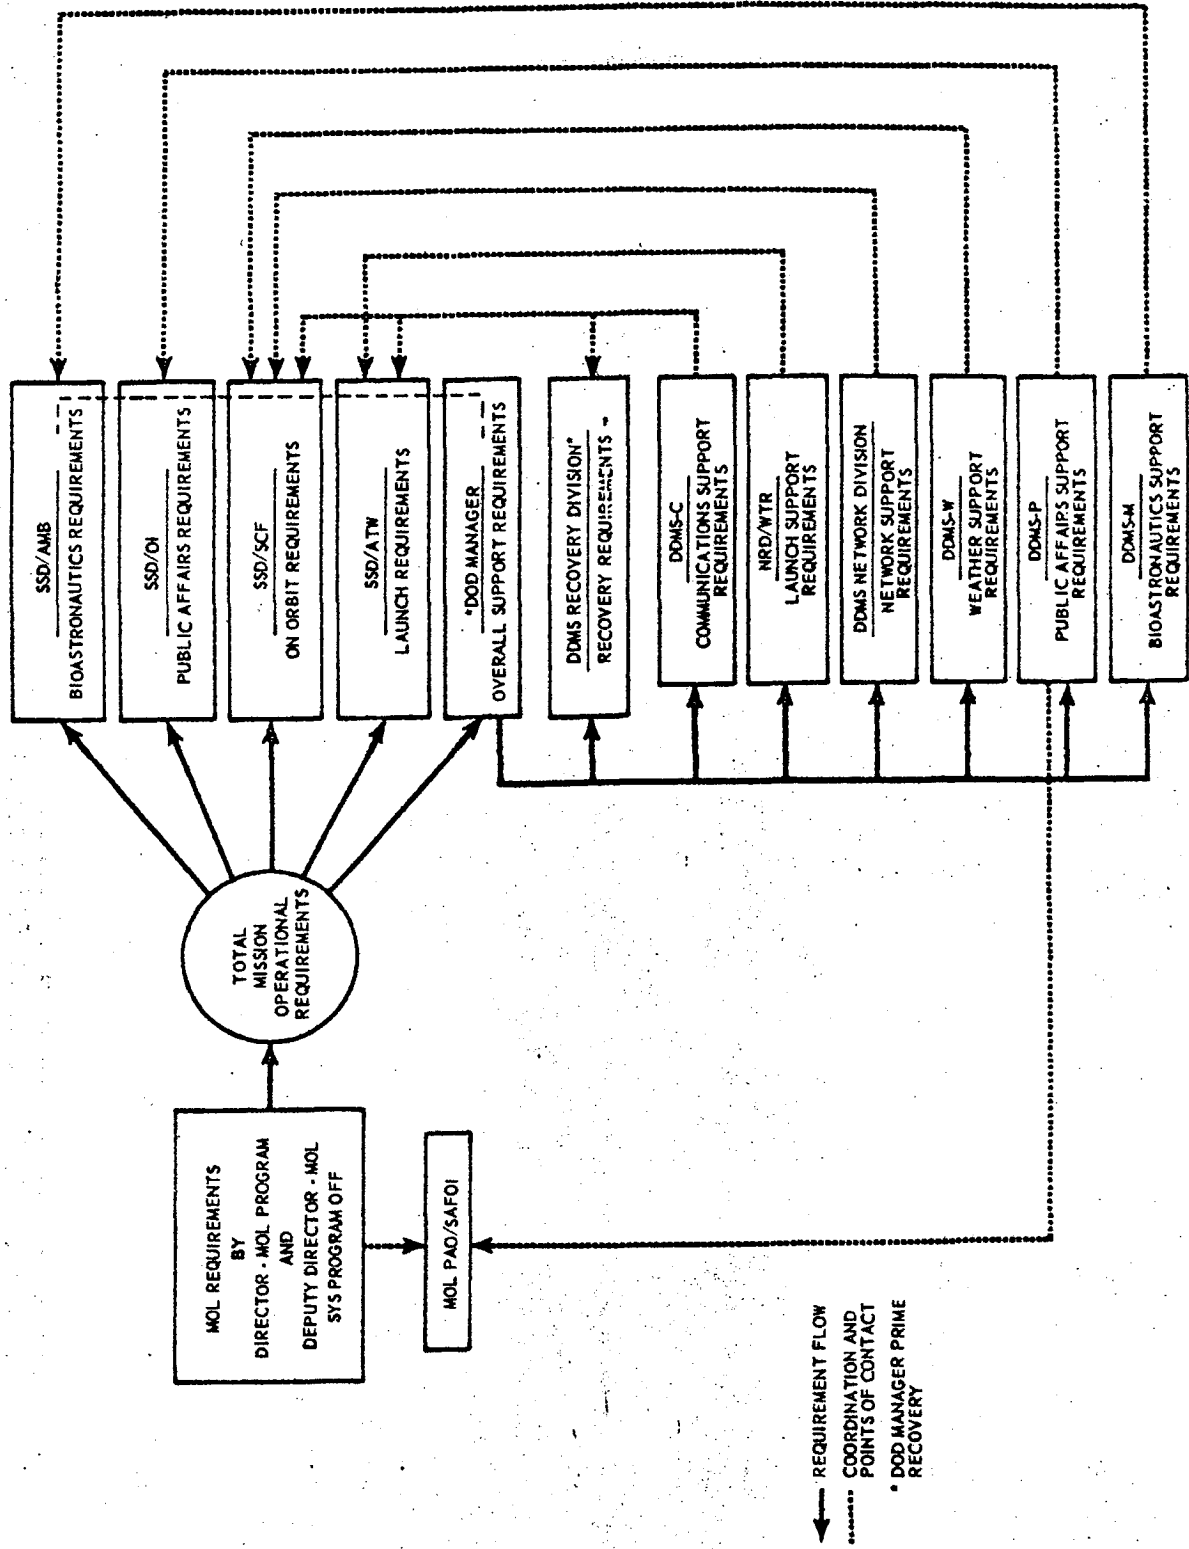 MOL REQUIREMENTS
BY
DIRECTOR - MOL PROGRAM
AND
DEPUTY DIRECTOR - MOL
SYS PROGRAM OFF
MOL PAO/SAFOI
TOTAL
MISSION
OPERATIONAL
REQUIREMENTS
SSD/AMB
BIOASTRONAUTICS REQUIREMENTS
SSD/OI
PUBLIC AFFAIRS REQUIREMENTS
SSD/SCF
ON ORBIT REQUIREMENTS
SSD/ATW
LAUNCH REQUIREMENTS
*DOD MANAGER
OVERALL SUPPORT REQUIREMENTS
DDMS RECOVERY DIVISION*
RECOVERY REQUIREMENTS -
DDMS-C
COMMUNICATIONS SUPPORT
REQUIREMENTS
NRD/WTR
LAUNCH SUPPORT
REQUIREMENTS
DDMS NETWORK DIVISION
NETWORK SUPPORT
REQUIREMENTS
DDMS-W
WEATHER SUPPORT
REQUIREMENTS
DDMS-P
PUBLIC AFFAIRS SUPPORT
REQUIREMENTS
DDMS-M
BIOASTRONAUTICS SUPPORT
REQUIREMENTS
REQUIREMENT FLOW
COORDINATION AND
POINTS OF CONTACT
* DOD MANAGER PRIME
RECOVERY